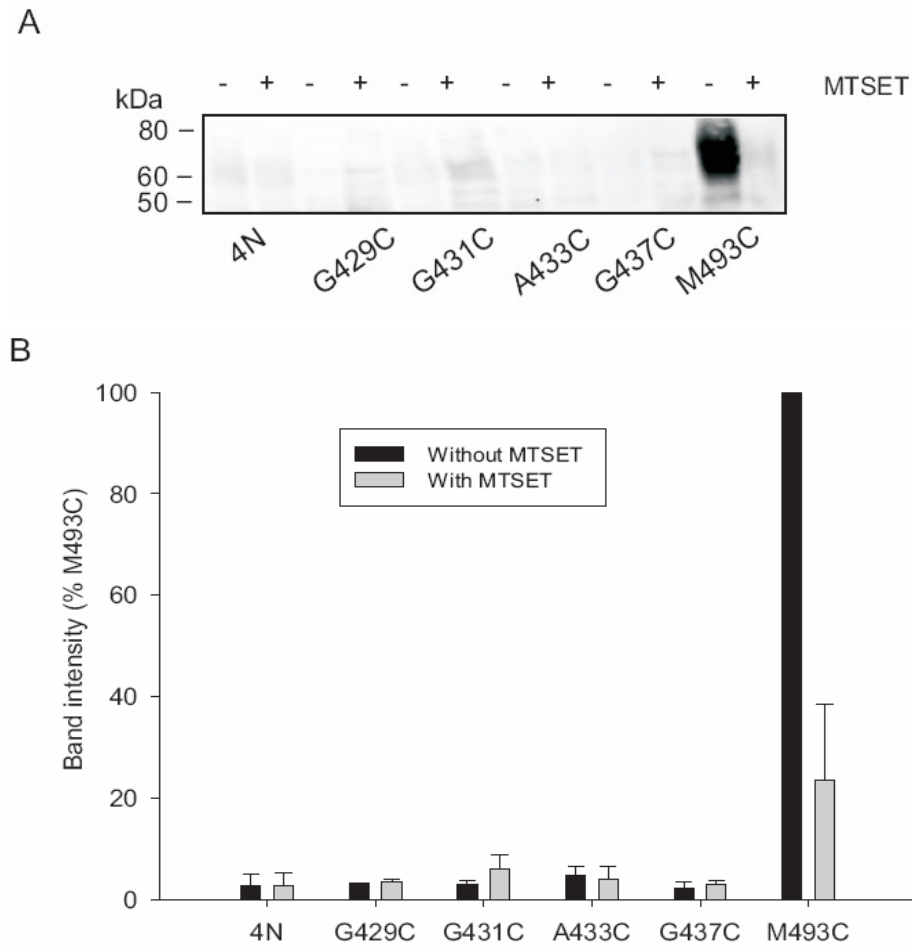 A
- + - + - + - + - + - + MTSET
kDa
80
60
50
4N G429C G431C A433C G437C M493C
B
100
80
60
40
20
0
Band intensity (% M493C)
Without MTSET
With MTSET
4N G429C G431C A433C G437C M493C